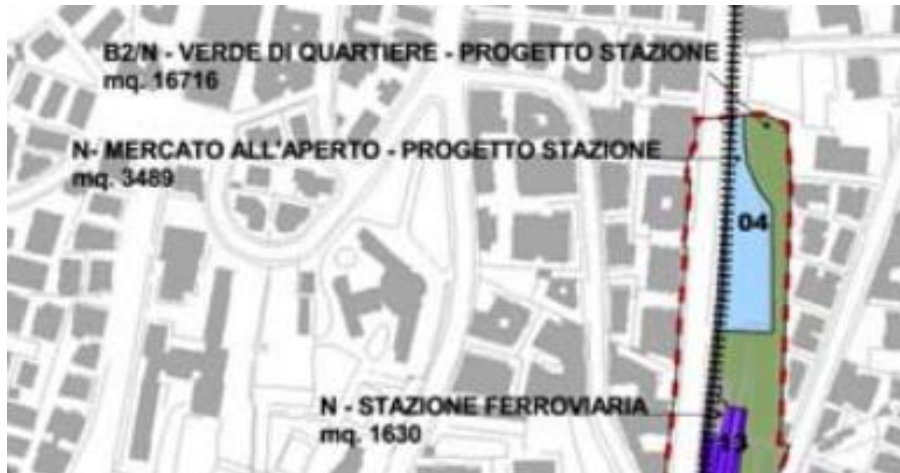 B2/N - VERDE DI QUARTIERE - PROGETTO STAZIONE
mq. 16716
N- MERCATO ALL'APERTO - PROGETTO STAZIONE
mq. 3489
04
N - STAZIONE FERROVIARIA
mq. 1630